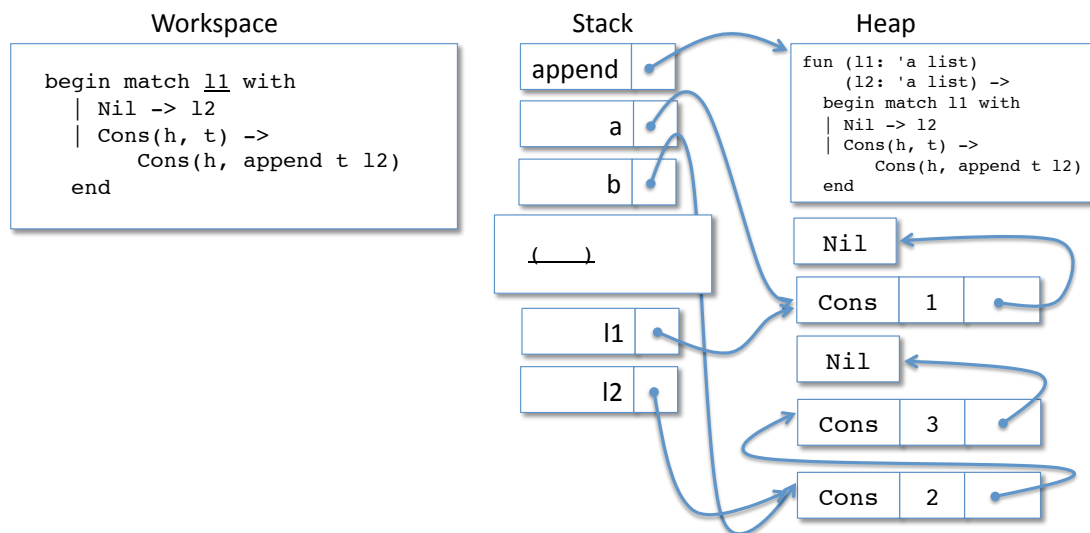 Workspace
begin match l1 with
| Nil -> l2
| Cons(h, t) ->
Cons(h, append t l2)
end
Stack
append
a
b
(    )
l1
l2
Heap
fun (l1: 'a list)
(l2: 'a list) ->
begin match l1 with
| Nil -> l2
| Cons(h, t) ->
Cons(h, append t l2)
end
Nil
Cons 1
Nil
Cons 3
Cons 2